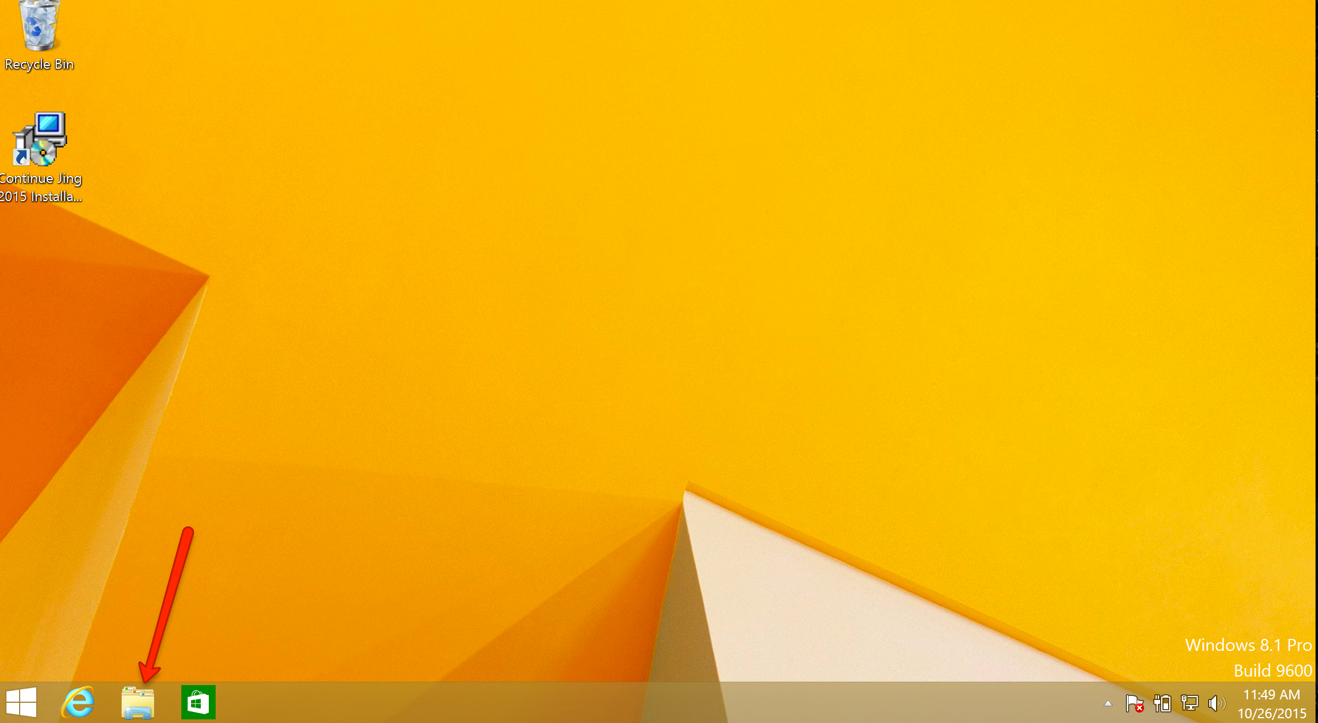 Recycle Bin
Continue Jing
2015 Installa...
Windows 8.1 Pro
Build 9600
11:49 AM
10/26/2015